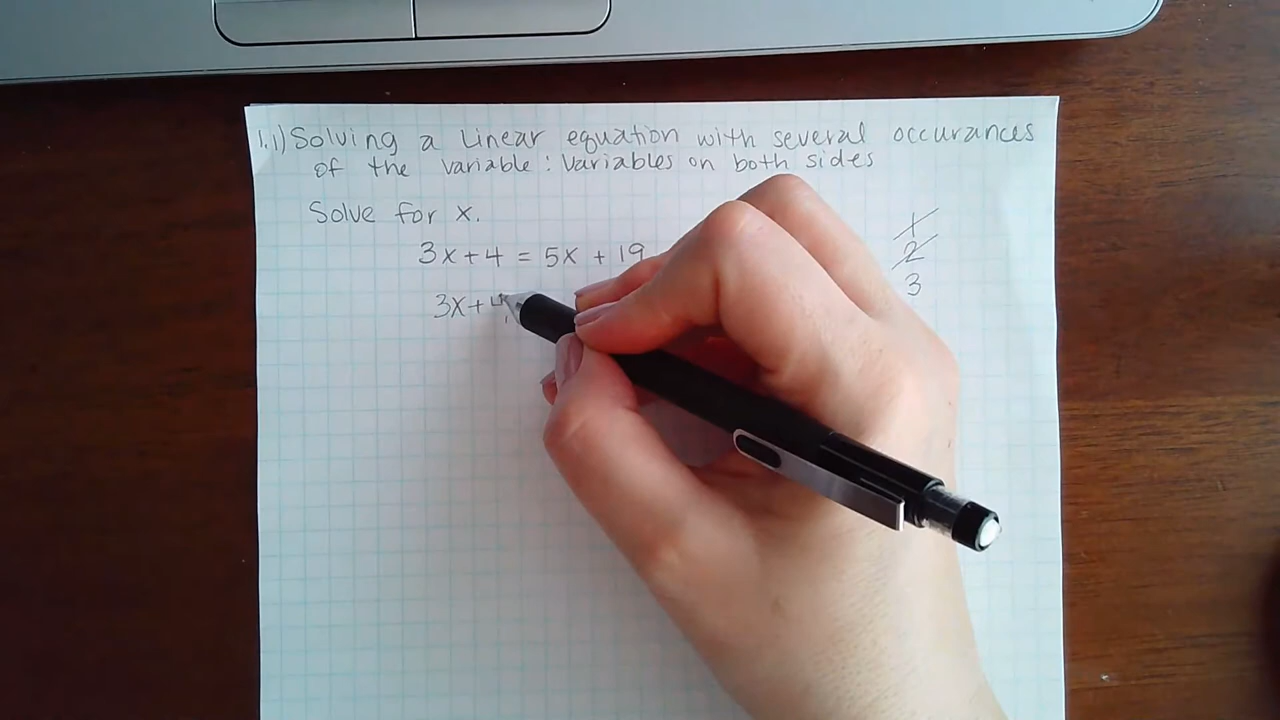 1.1) Solving a Linear equation with several occurances
of the variable: Variables on both sides
Solve for x.
3x+4 = 5x + 19
3x+4
1
2
3